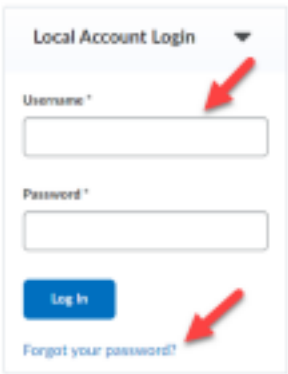 Local Account Login
Username *
Password *
Log In
Forgot your password?